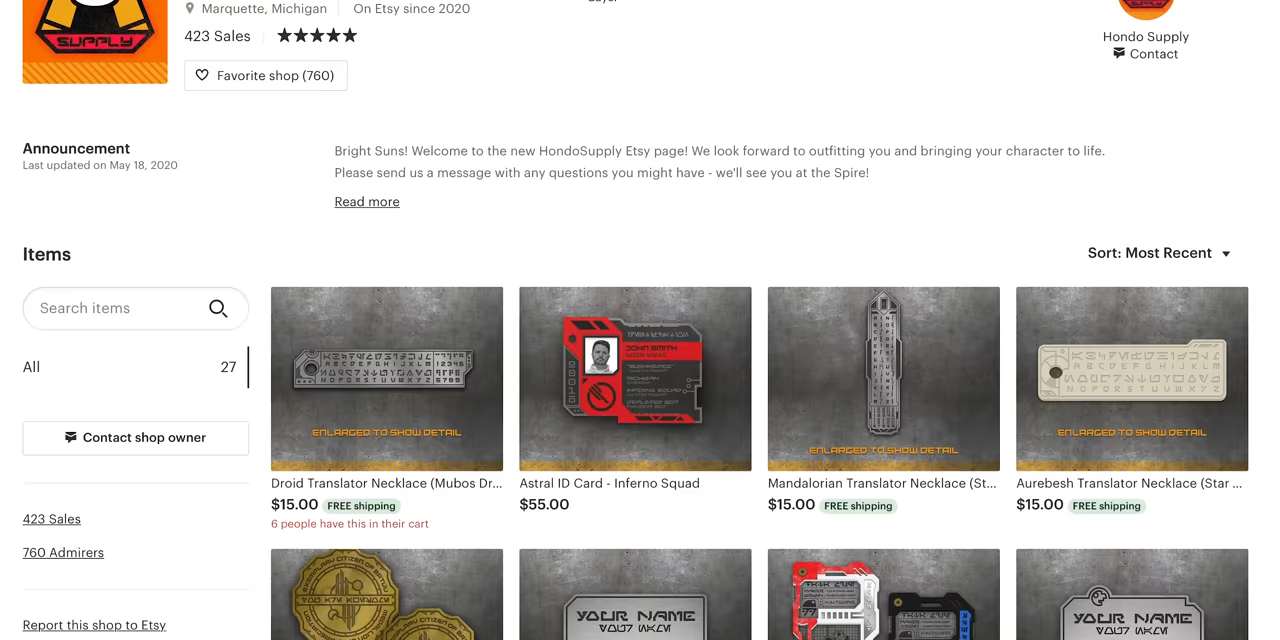 SUPPLY
Marquette, Michigan
On Etsy since 2020
423 Sales
Favorite shop (760)
Hondo Supply
Contact
Announcement
Last updated on May 18, 2020
Bright Suns! Welcome to the new HondoSupply Etsy page! We look forward to outfitting you and bringing your character to life.
Please send us a message with any questions you might have - we'll see you at the Spire!
Read more
Items
Sort: Most Recent
Search items
All
27
Contact shop owner
423 Sales
760 Admirers
Report this shop to Etsy
ABCDEFGHIJKLM
NOPQRSTUVWXYZ
ENLARGED TO SHOW DETAIL
Droid Translator Necklace (Mubos Dr...
$15.00 FREE shipping
6 people have this in their cart
JOHN SMITH
Astral ID Card - Inferno Squad
$55.00
ENLARGED TO SHOW DETAIL
Mandalorian Translator Necklace (St...
$15.00 FREE shipping
ABCDEFGHIJKLM
NOPQRSTUVWXYZ
ENLARGED TO SHOW DETAIL
Aurebesh Translator Necklace (Star ...
$15.00 FREE shipping
YOUR NAME
YOUR NAME